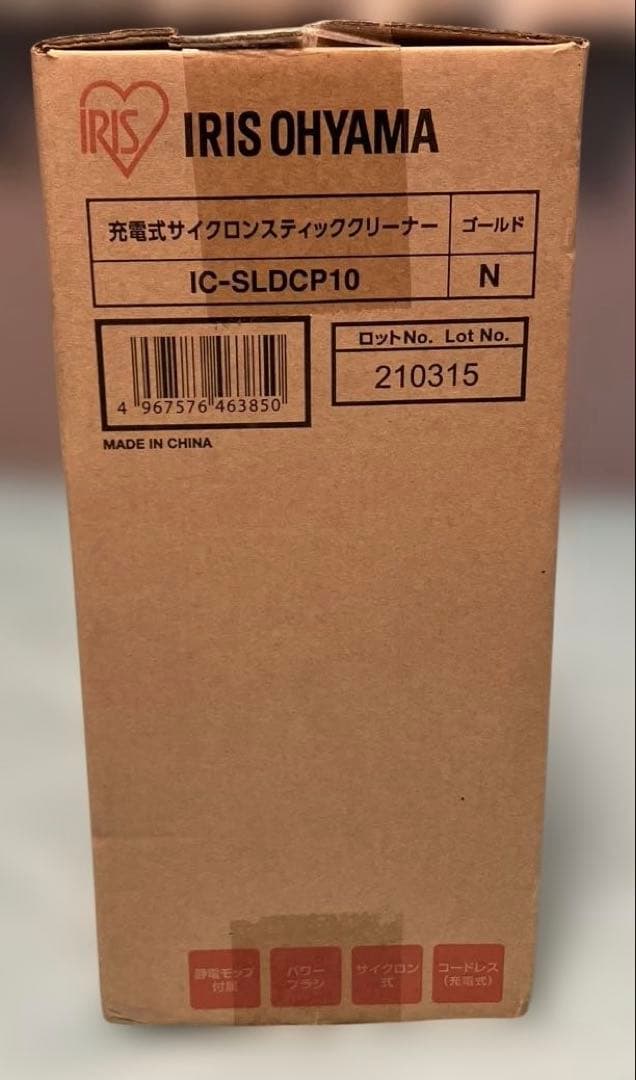 IRIS
IRIS OHYAMA
充電式サイクロンスティッククリーナー ゴールド
IC-SLDCP10 N
ロットNo. Lot No.
210315
4 967576 463850
MADE IN CHINA
静電モップ
付属
パワー
ブラシ
サイクロン
式
コードレス
(充電式)